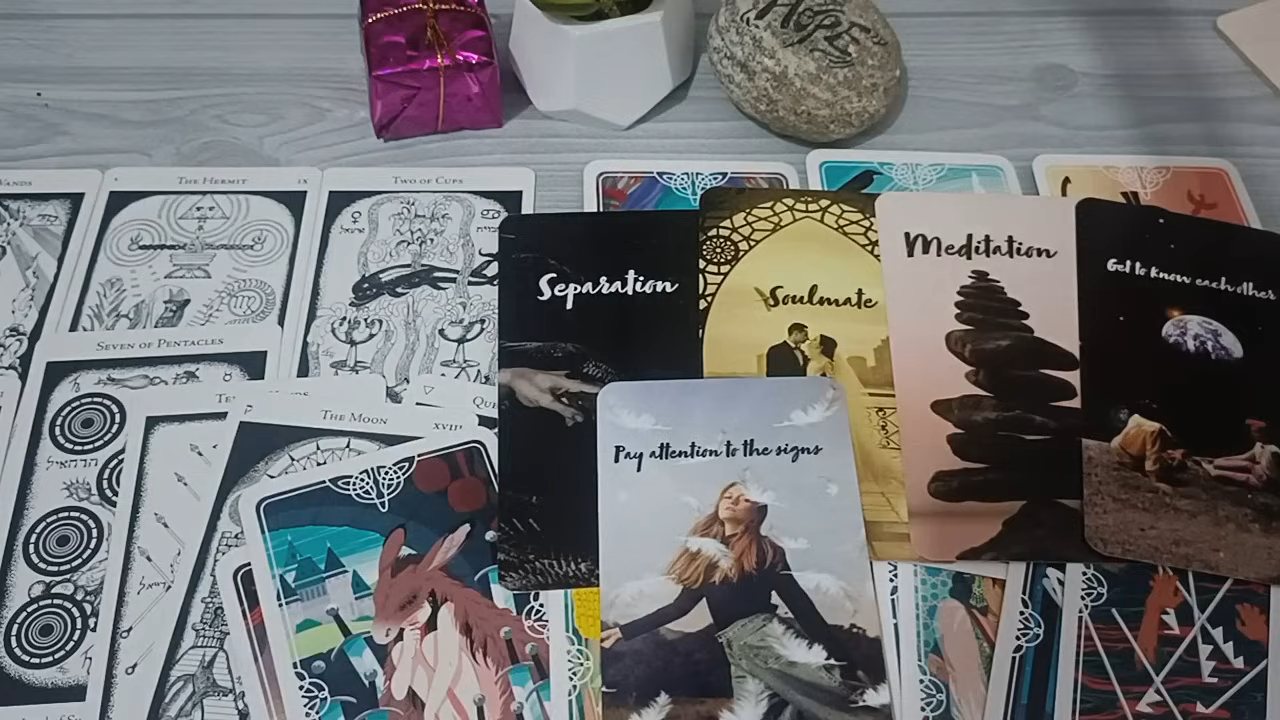 HOPE
WANDS
THE HERMIT
IX
TWO OF CUPS
Separation
Soulmate
Meditation
Get to know each other
SEVEN OF PENTACLES
THE MOON
Pay attention to the signs